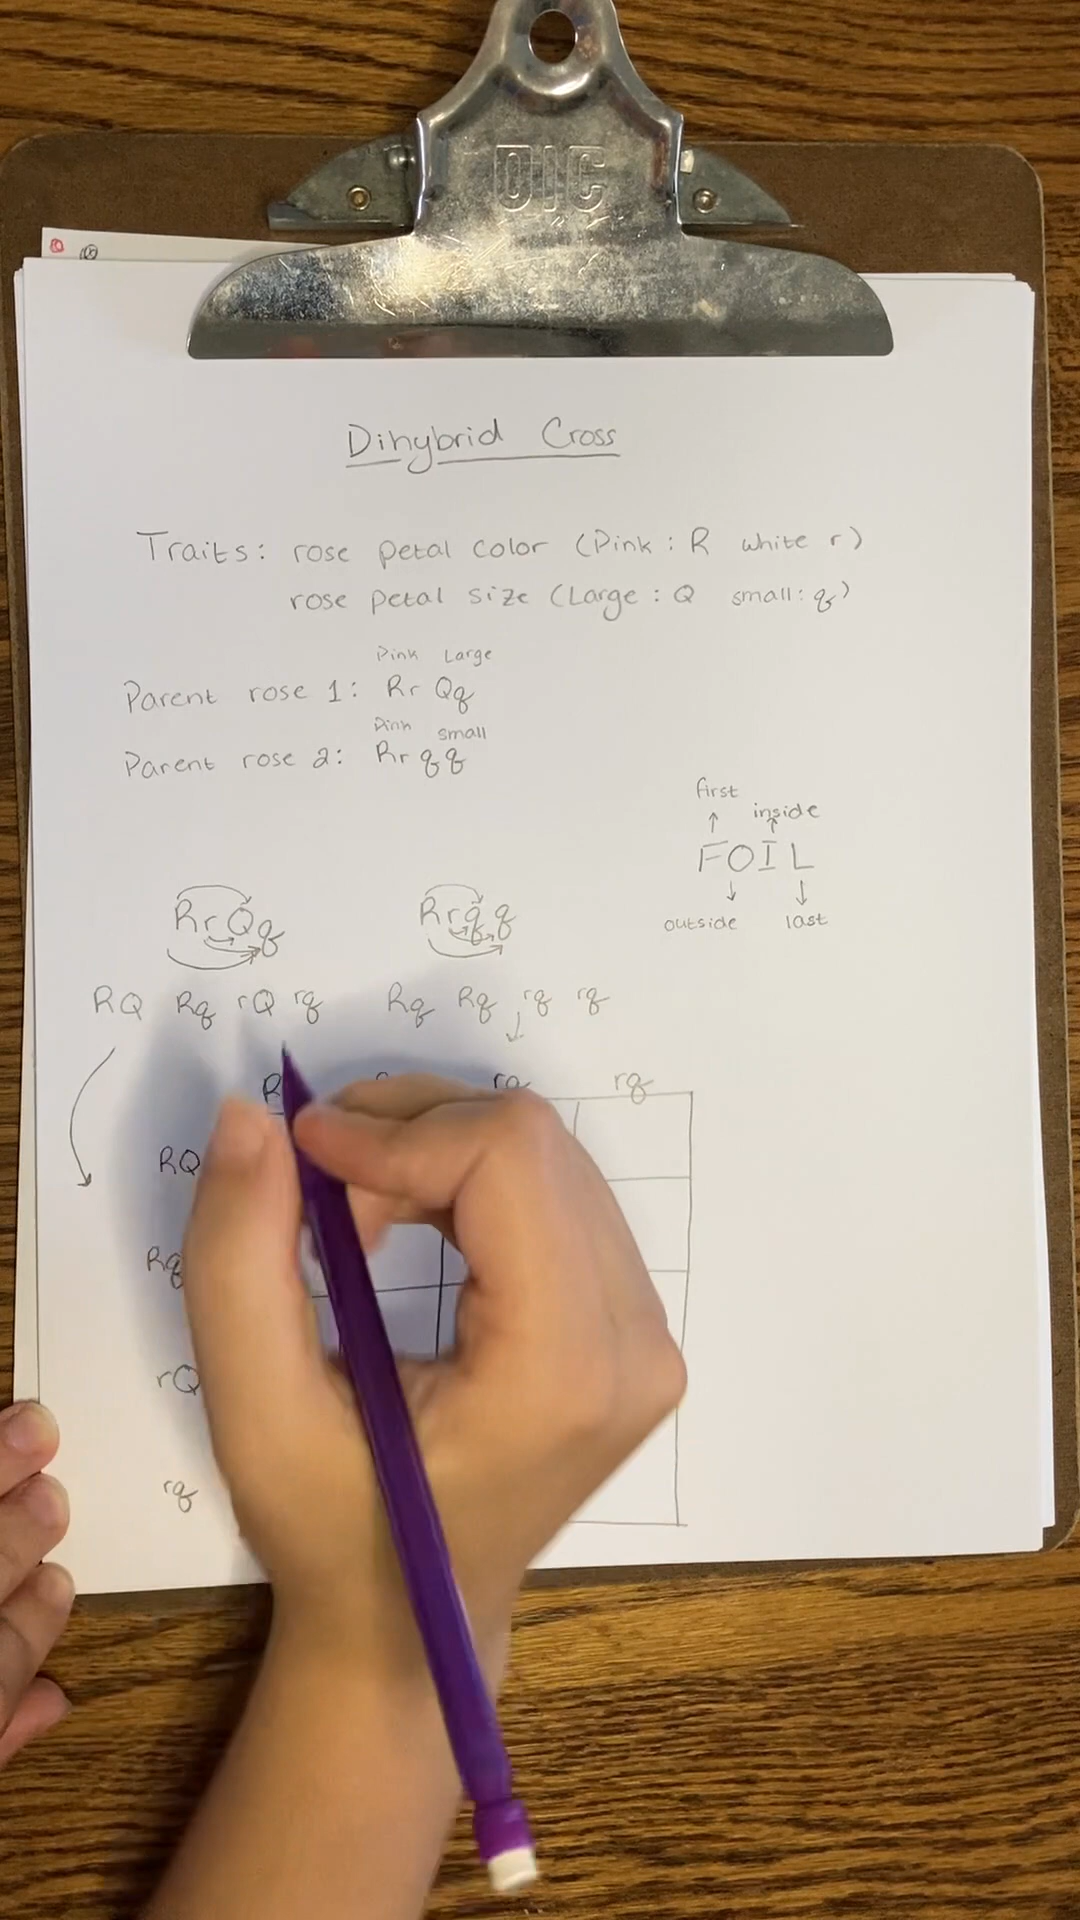 OIC
Dihybrid Cross
Traits: rose petal color (Pink : R white r)
rose petal size (Large : Q small: q)
Pink Large
Parent rose 1: Rr Qq
Pink small
Parent rose 2: Rr qq
first
inside
FOIL
outside last
RrQq Rrqq
RQ Rq rQ rq Rq Rq rq rq
R rq rq
RQ
Rq
rQ
rq